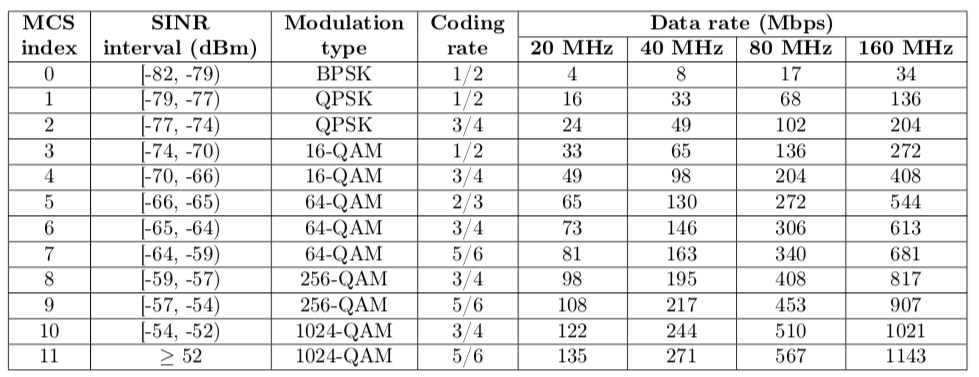 MCS SINR Modulation Coding Data rate (Mbps)
index interval (dBm) type rate 20 MHz 40 MHz 80 MHz 160 MHz
0 [-82, -79) BPSK 1/2 4 8 17 34
1 [-79, -77) QPSK 1/2 16 33 68 136
2 [-77, -74) QPSK 3/4 24 49 102 204
3 [-74, -70) 16-QAM 1/2 33 65 136 272
4 [-70, -66) 16-QAM 3/4 49 98 204 408
5 [-66, -65) 64-QAM 2/3 65 130 272 544
6 [-65, -64) 64-QAM 3/4 73 146 306 613
7 [-64, -59) 64-QAM 5/6 81 163 340 681
8 [-59, -57) 256-QAM 3/4 98 195 408 817
9 [-57, -54) 256-QAM 5/6 108 217 453 907
10 [-54, -52) 1024-QAM 3/4 122 244 510 1021
11 ≥ 52 1024-QAM 5/6 135 271 567 1143